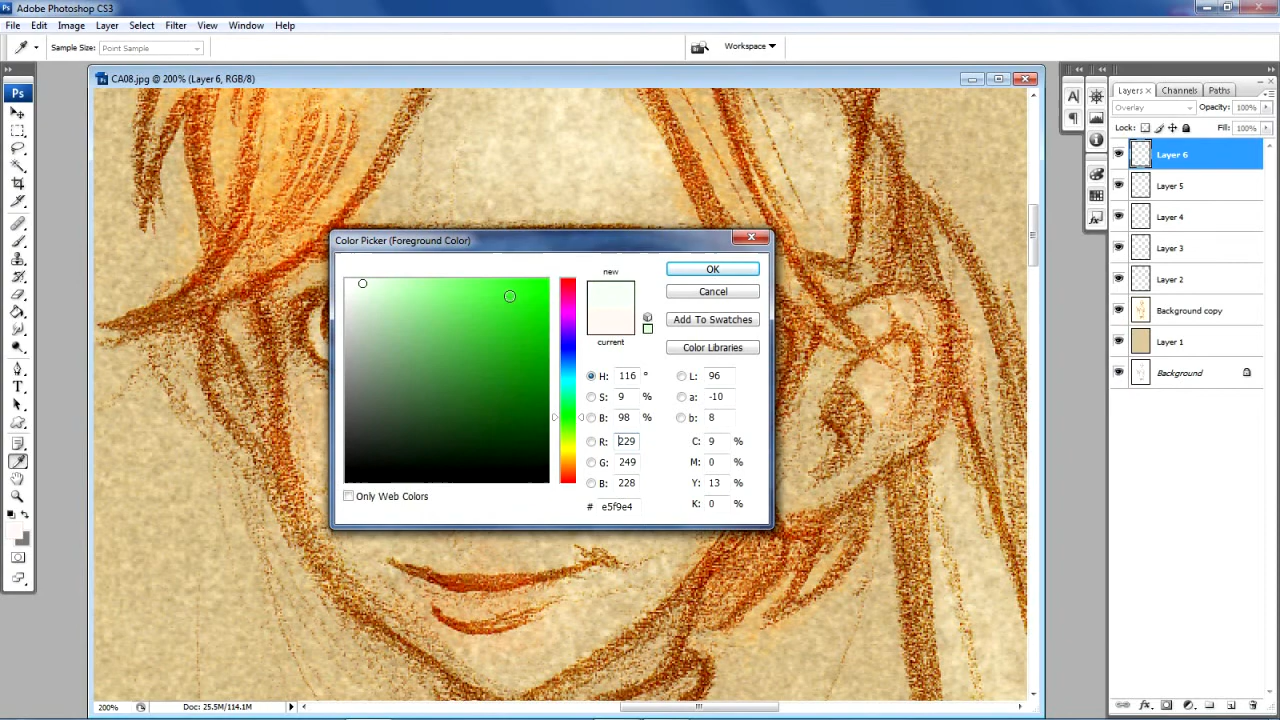 Adobe Photoshop CS3
File Edit Image Layer Select Filter View Window Help
Sample Size: Point Sample
Workspace
CA08.jpg @ 200% (Layer 6, RGB/8)
Ps
T
A
Layers Channels Paths
Overlay Opacity: 100%
Lock: Fill: 100%
Layer 6
Layer 5
Layer 4
Layer 3
Layer 2
Background copy
Layer 1
Background
Color Picker (Foreground Color)
new
current
OK
Cancel
Add To Swatches
Color Libraries
H: 116 ° L: 96
S: 9 % a: -10
B: 98 % b: 8
R: 229 C: 9 %
G: 249 M: 0 %
B: 228 Y: 13 %
# e5f9e4 K: 0 %
Only Web Colors
200% Doc: 25.5M/114.1M